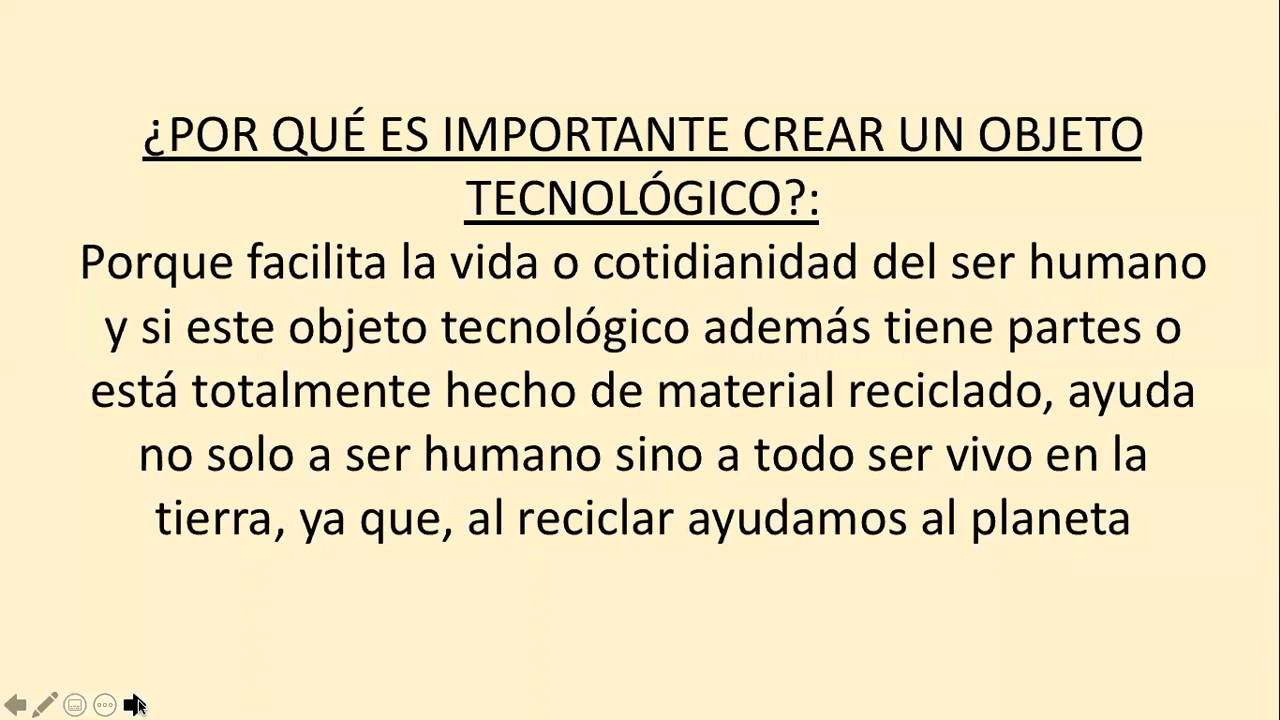 ¿POR QUÉ ES IMPORTANTE CREAR UN OBJETO
TECNOLÓGICO?:
Porque facilita la vida o cotidianidad del ser humano
y si este objeto tecnológico además tiene partes o
está totalmente hecho de material reciclado, ayuda
no solo a ser humano sino a todo ser vivo en la
tierra, ya que, al reciclar ayudamos al planeta